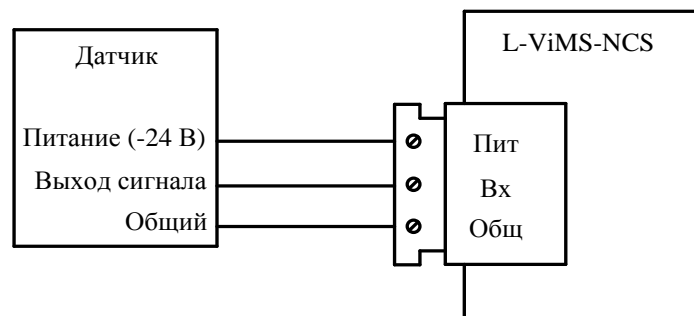 Датчик
L-ViMS-NCS
Питание (-24 В)
Пит
Выход сигнала
Вх
Общий
Общ